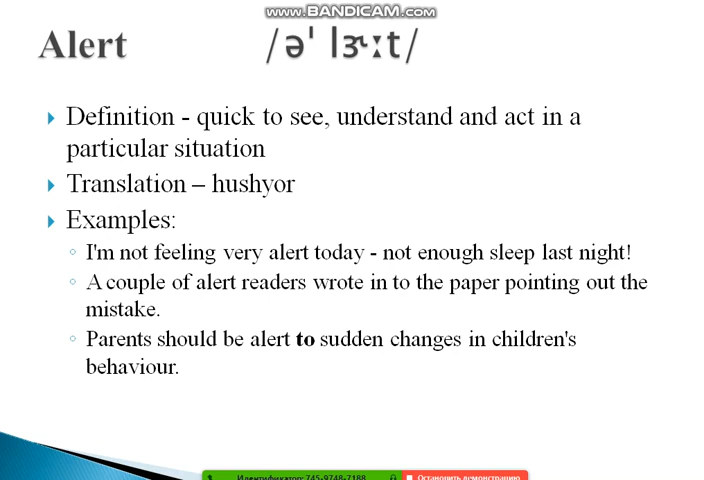 www.BANDICAM.com
Alert /əˈ lɝːt/
Definition - quick to see, understand and act in a
particular situation
Translation – hushyor
Examples:
I'm not feeling very alert today - not enough sleep last night!
A couple of alert readers wrote in to the paper pointing out the
mistake.
Parents should be alert to sudden changes in children's
behaviour.
Идентификатор: 745-9748-7188 Остановить демонстрацию